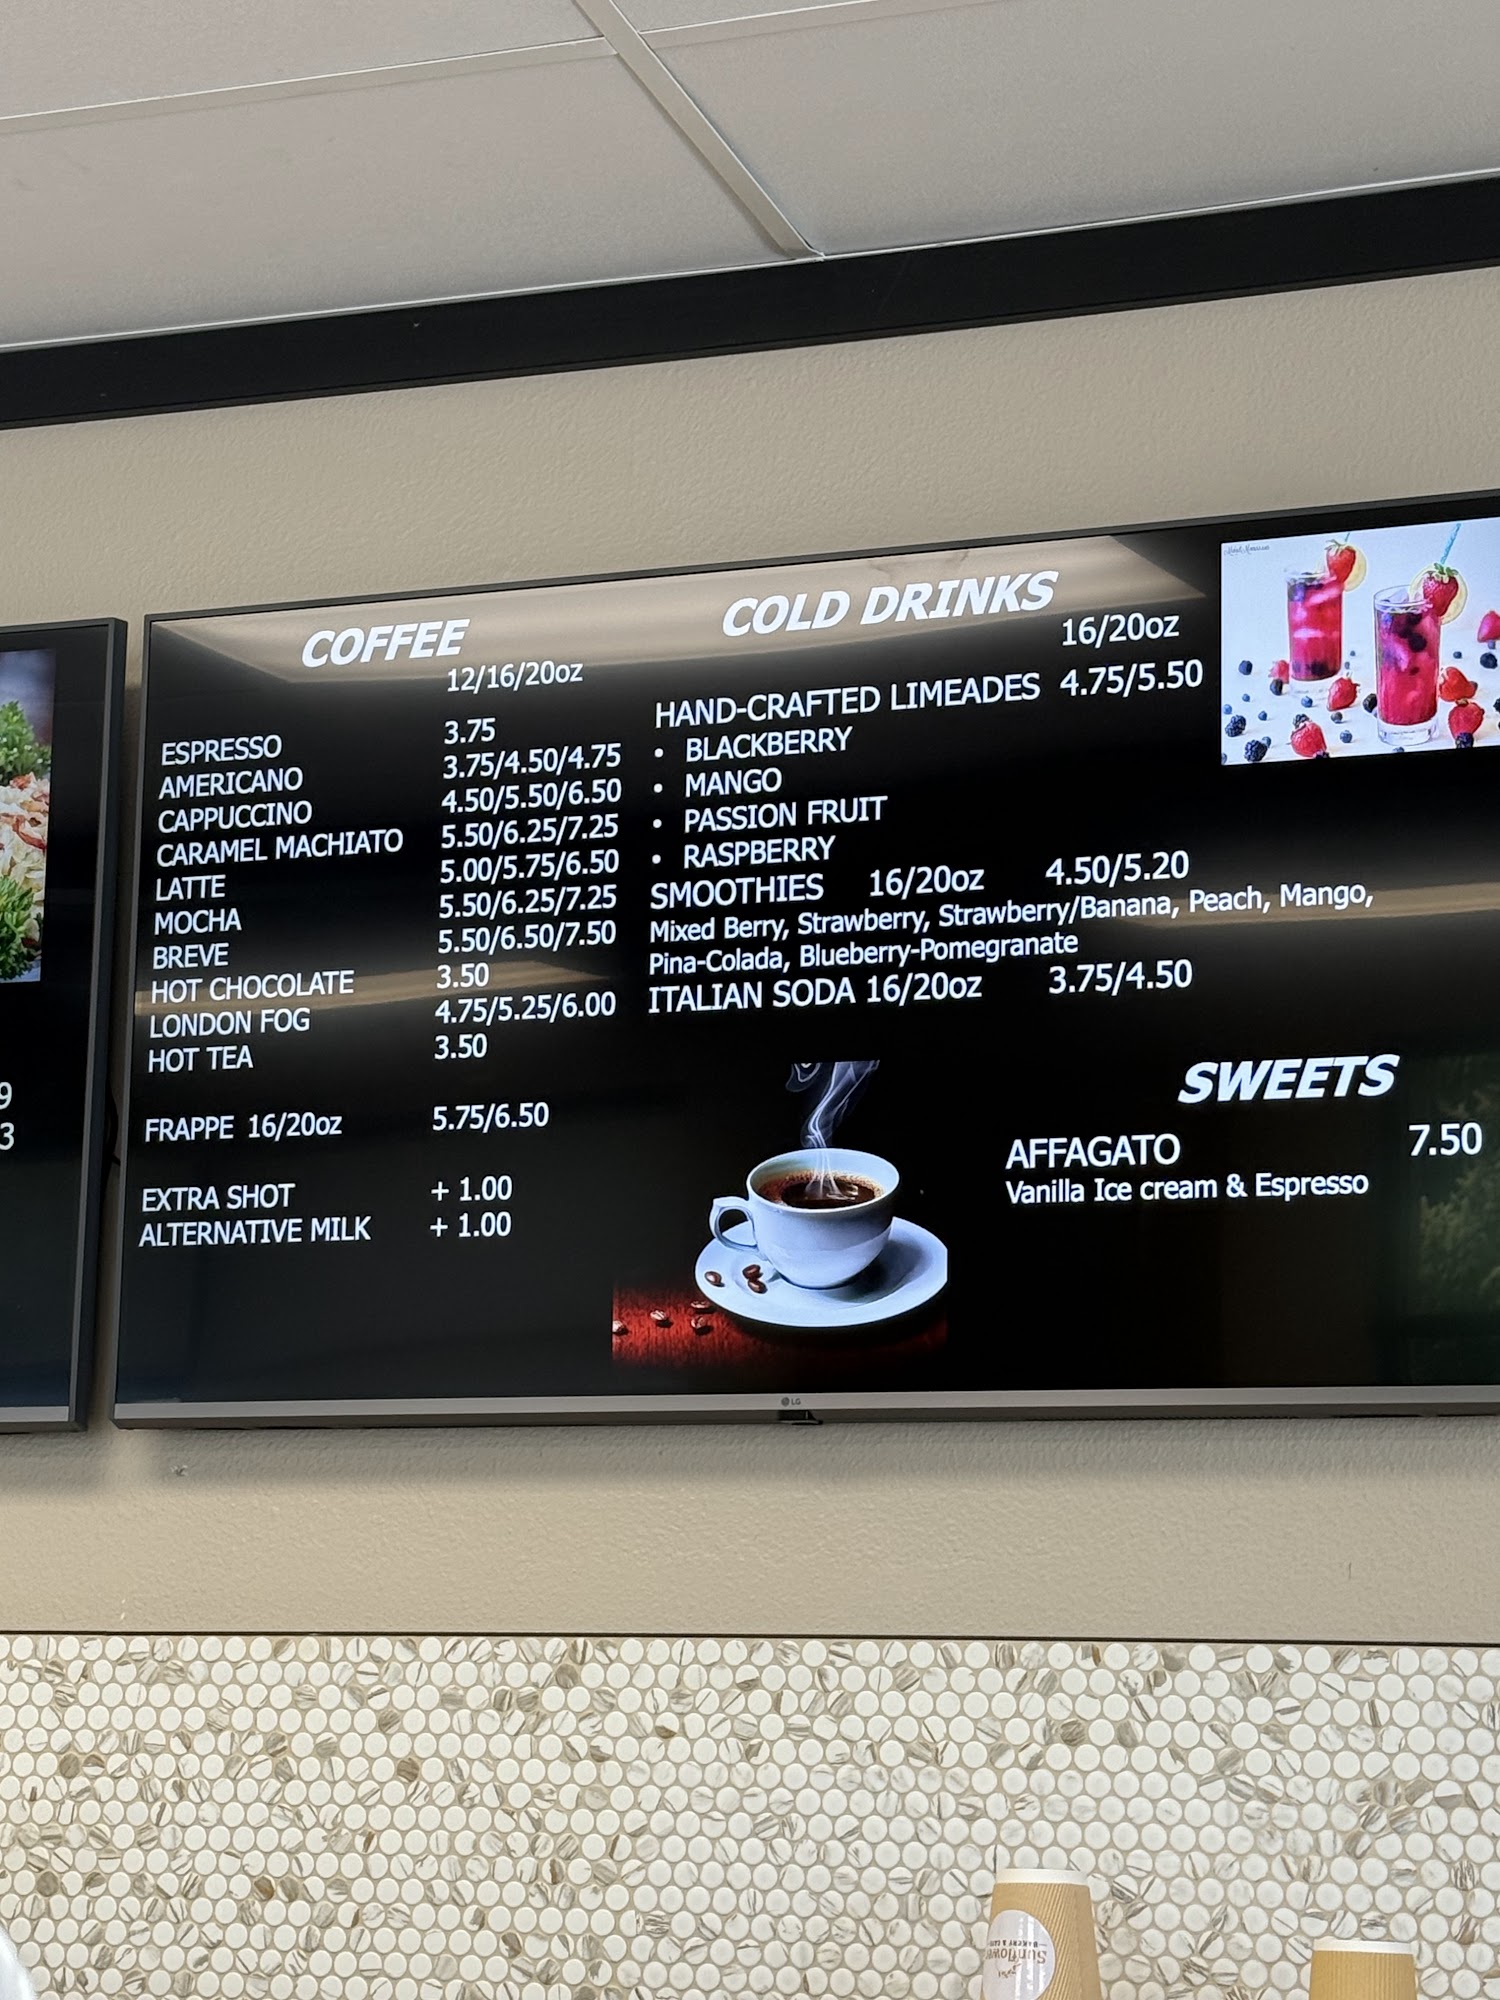 COFFEE
12/16/20oz
ESPRESSO 3.75
AMERICANO 3.75/4.50/4.75
CAPPUCCINO 4.50/5.50/6.50
CARAMEL MACHIATO 5.50/6.25/7.25
LATTE 5.00/5.75/6.50
MOCHA 5.50/6.25/7.25
BREVE 5.50/6.50/7.50
HOT CHOCOLATE 3.50
LONDON FOG 4.75/5.25/6.00
HOT TEA 3.50
FRAPPE 16/20oz 5.75/6.50
EXTRA SHOT + 1.00
ALTERNATIVE MILK + 1.00
COLD DRINKS
16/20oz
HAND-CRAFTED LIMEADES 4.75/5.50
• BLACKBERRY
• MANGO
• PASSION FRUIT
• RASPBERRY
SMOOTHIES 16/20oz 4.50/5.20
Mixed Berry, Strawberry, Strawberry/Banana, Peach, Mango,
Pina-Colada, Blueberry-Pomegranate
ITALIAN SODA 16/20oz 3.75/4.50
SWEETS
AFFAGATO 7.50
Vanilla Ice cream & Espresso
9
3
LG
Sunflower
BAKERY &